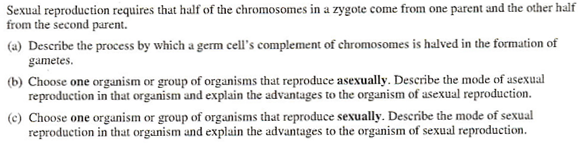 Sexual reproduction requires that half of the chromosomes in a zygote come from one parent and the other half
from the second parent.
(a) Describe the process by which a germ cell's complement of chromosomes is halved in the formation of
gametes.
(b) Choose one organism or group of organisms that reproduce asexually. Describe the mode of asexual
reproduction in that organism and explain the advantages to the organism of asexual reproduction.
(c) Choose one organism or group of organisms that reproduce sexually. Describe the mode of sexual
reproduction in that organism and explain the advantages to the organism of sexual reproduction.